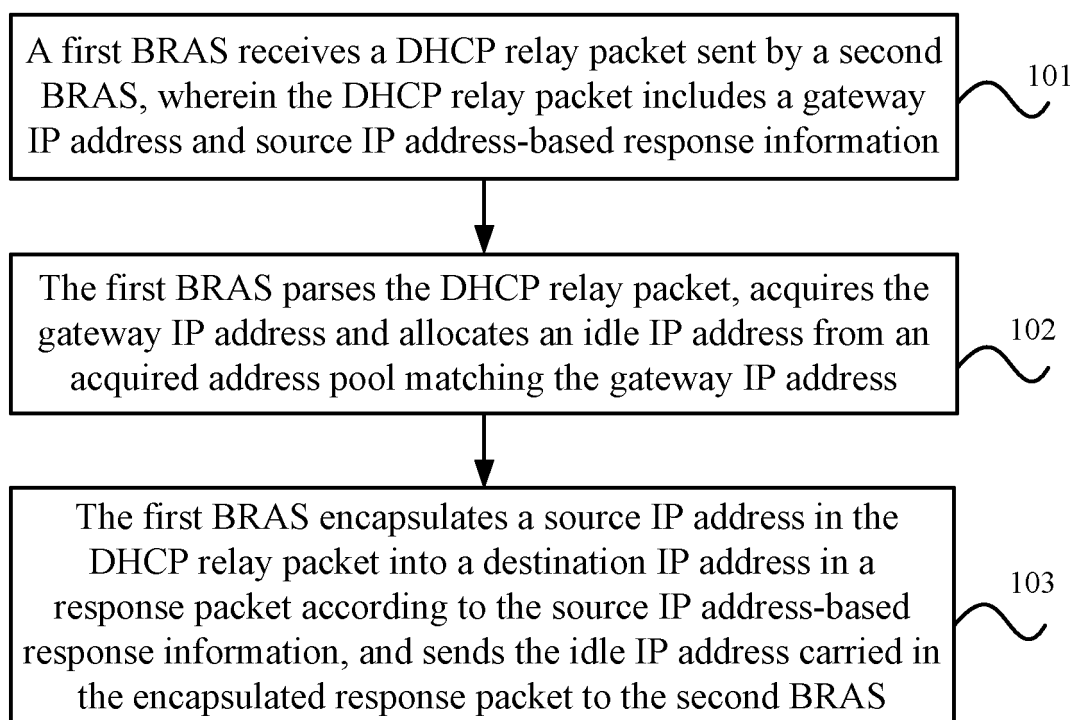 A first BRAS receives a DHCP relay packet sent by a second
BRAS, wherein the DHCP relay packet includes a gateway
IP address and source IP address-based response information
101
The first BRAS parses the DHCP relay packet, acquires the
gateway IP address and allocates an idle IP address from an
acquired address pool matching the gateway IP address
102
The first BRAS encapsulates a source IP address in the
DHCP relay packet into a destination IP address in a
response packet according to the source IP address-based
response information, and sends the idle IP address carried in
the encapsulated response packet to the second BRAS
103